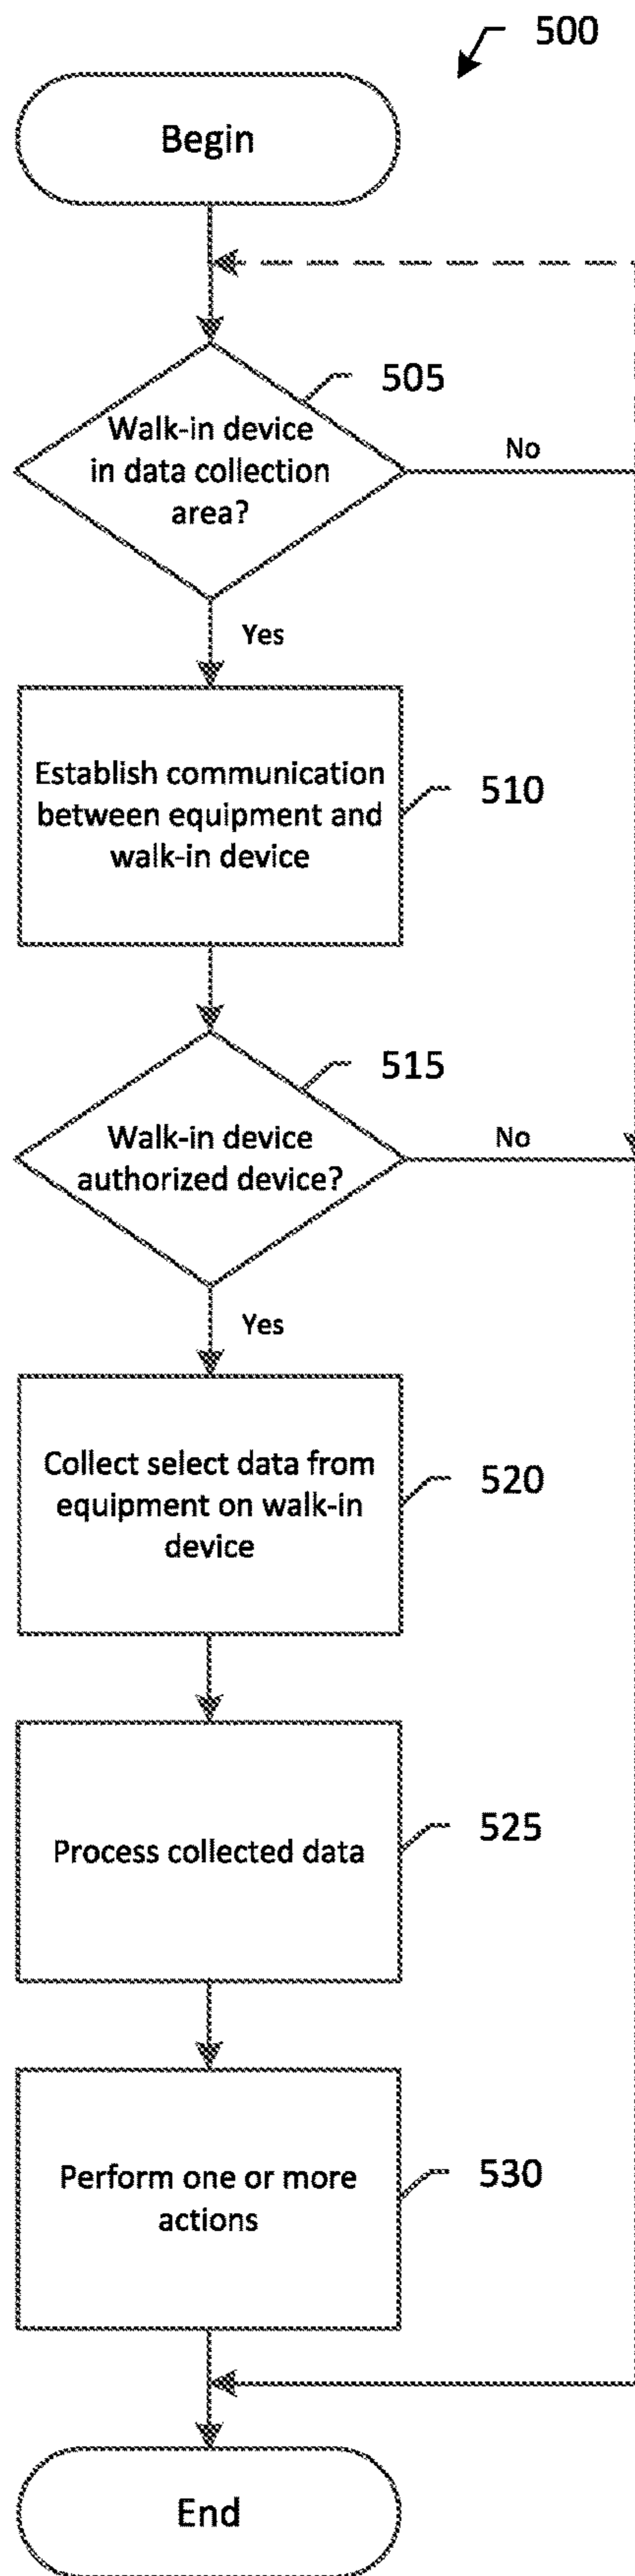 500
Begin
505
Walk-in device
in data collection
area?
No
Yes
Establish communication
between equipment and
walk-in device
510
515
Walk-in device
authorized device?
No
Yes
Collect select data from
equipment on walk-in
device
520
Process collected data
525
Perform one or more
actions
530
End